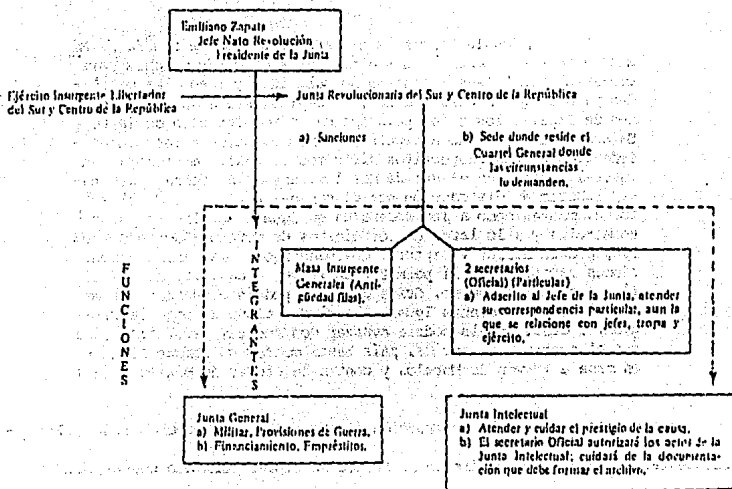 Emiliano Zapata
Jefe Nato Revolución
Presidente de la Junta
Ejército Insurgente Libertador
del Sur y Centro de la República
Junta Revolucionaria del Sur y Centro de la República
a) Sanciones
b) Sede donde reside el
Cuartel General donde
las circunstancias
lo demanden.
FUNCIONES
INTEGRANTES
Masa Insurgente
Generales (Anti-
güedad filas).
2 secretarios
(Oficial) (Particular)
a) Adscrito al Jefe de la Junta, atender
su correspondencia particular, aun la
que se relacione con jefes, tropa y
ejército.
Junta General
a) Militar, Provisiones de Guerra.
b) Financiamiento, Empréstitos.
Junta Intelectual
a) Atender y cuidar el prestigio de la causa.
b) El secretario Oficial autorizará los actos de la
Junta Intelectual; cuidará de la documenta-
ción que debe formar el archivo.